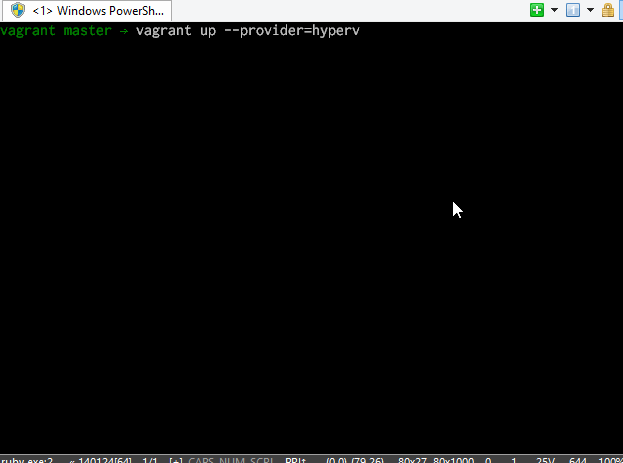 <1> Windows PowerSh...
vagrant master → vagrant up --provider=hyperv
ruby.exe:2 « 140124[64] 1/1 [+] CAPS NUM SCRL PRI‡ (0,0)-(79,26) 80x27 80x1000 0 1 25V 644 100%